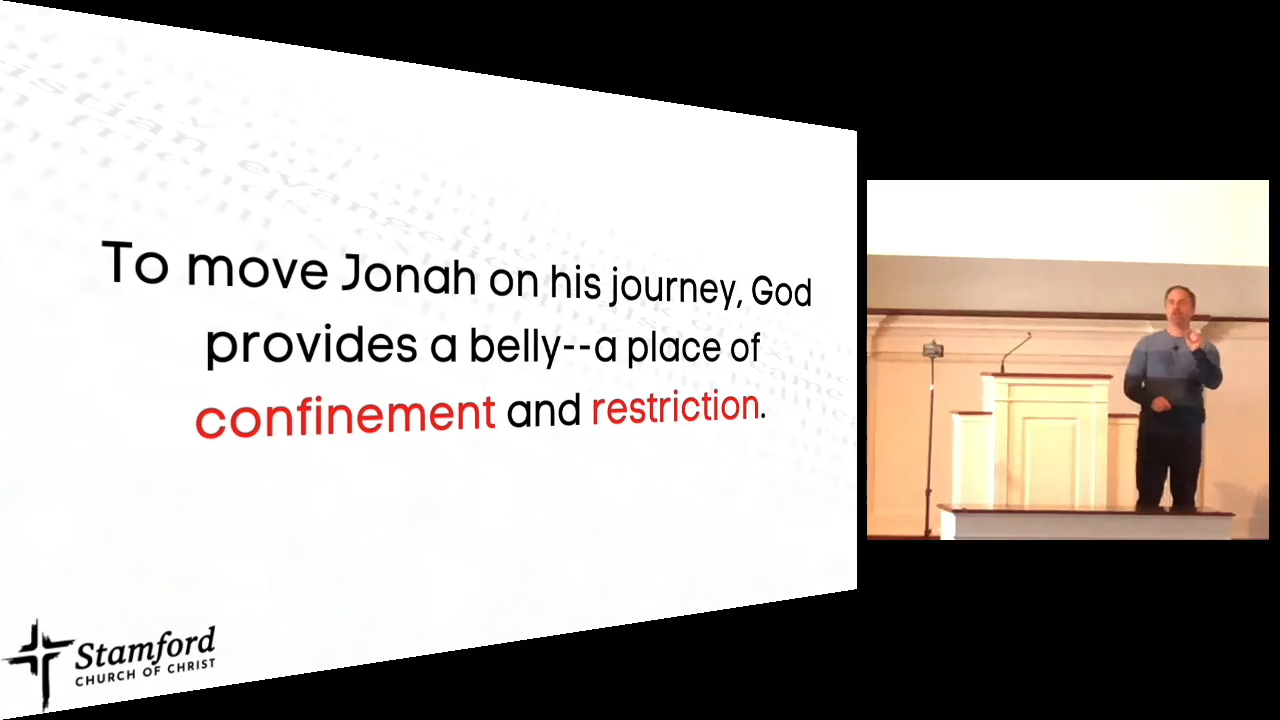 To move Jonah on his journey, God
provides a belly--a place of
confinement and restriction.
Stamford
CHURCH OF CHRIST